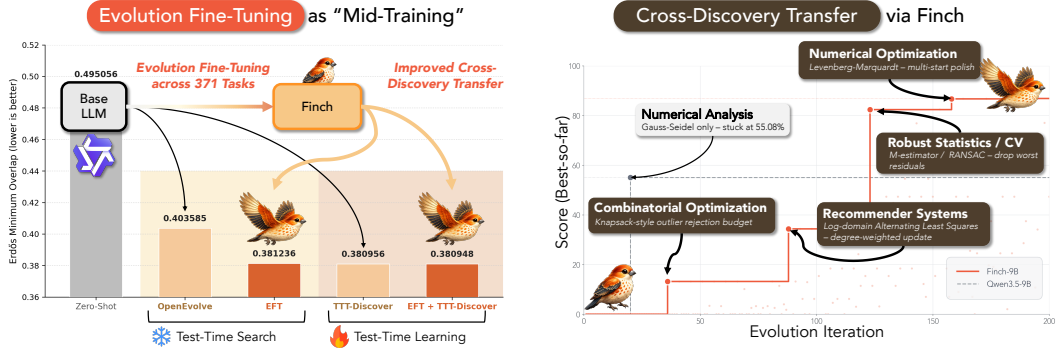 Evolution Fine-Tuning as "Mid-Training"
Erdős Minimum Overlap (lower is better)
0.52
0.50
0.48
0.46
0.44
0.42
0.40
0.38
0.36
0.495056
Base
LLM
Evolution Fine-Tuning
across 371 Tasks
Finch
Improved Cross-
Discovery Transfer
0.403585
0.381236
0.380956
0.380948
Zero-Shot
OpenEvolve
EFT
TTT-Discover
EFT + TTT-Discover
Test-Time Search
Test-Time Learning
Cross-Discovery Transfer via Finch
Score (Best-so-far)
100
80
60
40
20
0
Numerical Optimization
Levenberg-Marquardt – multi-start polish
Numerical Analysis
Gauss-Seidel only – stuck at 55.08%
Robust Statistics / CV
M-estimator / RANSAC – drop worst
residuals
Combinatorial Optimization
Knapsack-style outlier rejection budget
Recommender Systems
Log-domain Alternating Least Squares
– degree-weighted update
Finch-9B
Qwen3.5-9B
0
50
100
150
200
Evolution Iteration